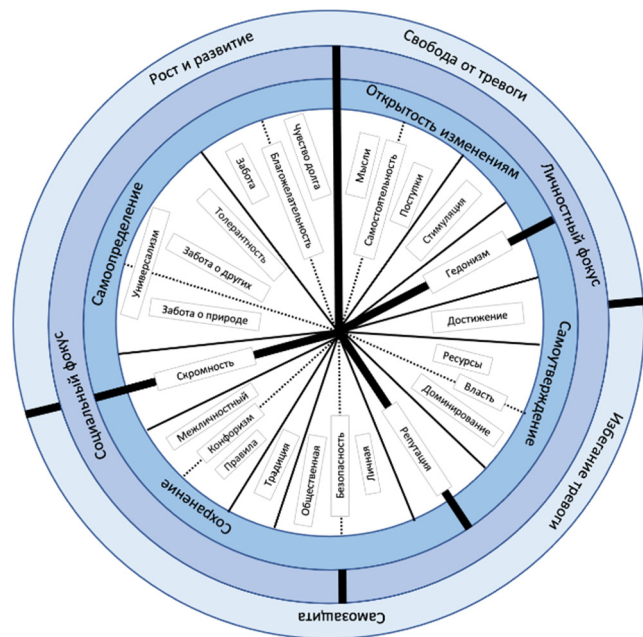 Рост и развитие
Свобода от тревоги
Избегание тревоги
Самозащита
Личностный фокус
Социальный фокус
Открытость изменениям
Самоутверждение
Сохранение
Самоопределение
Мысли
Самостоятельность
Поступки
Стимуляция
Гедонизм
Достижение
Ресурсы
Власть
Доминирование
Репутация
Личная
Безопасность
Общественная
Традиция
Правила
Конфоризм
Межличностный
Скромность
Забота о природе
Универсализм
Забота о других
Толерантность
Забота
Благожелательность
Чувство долга